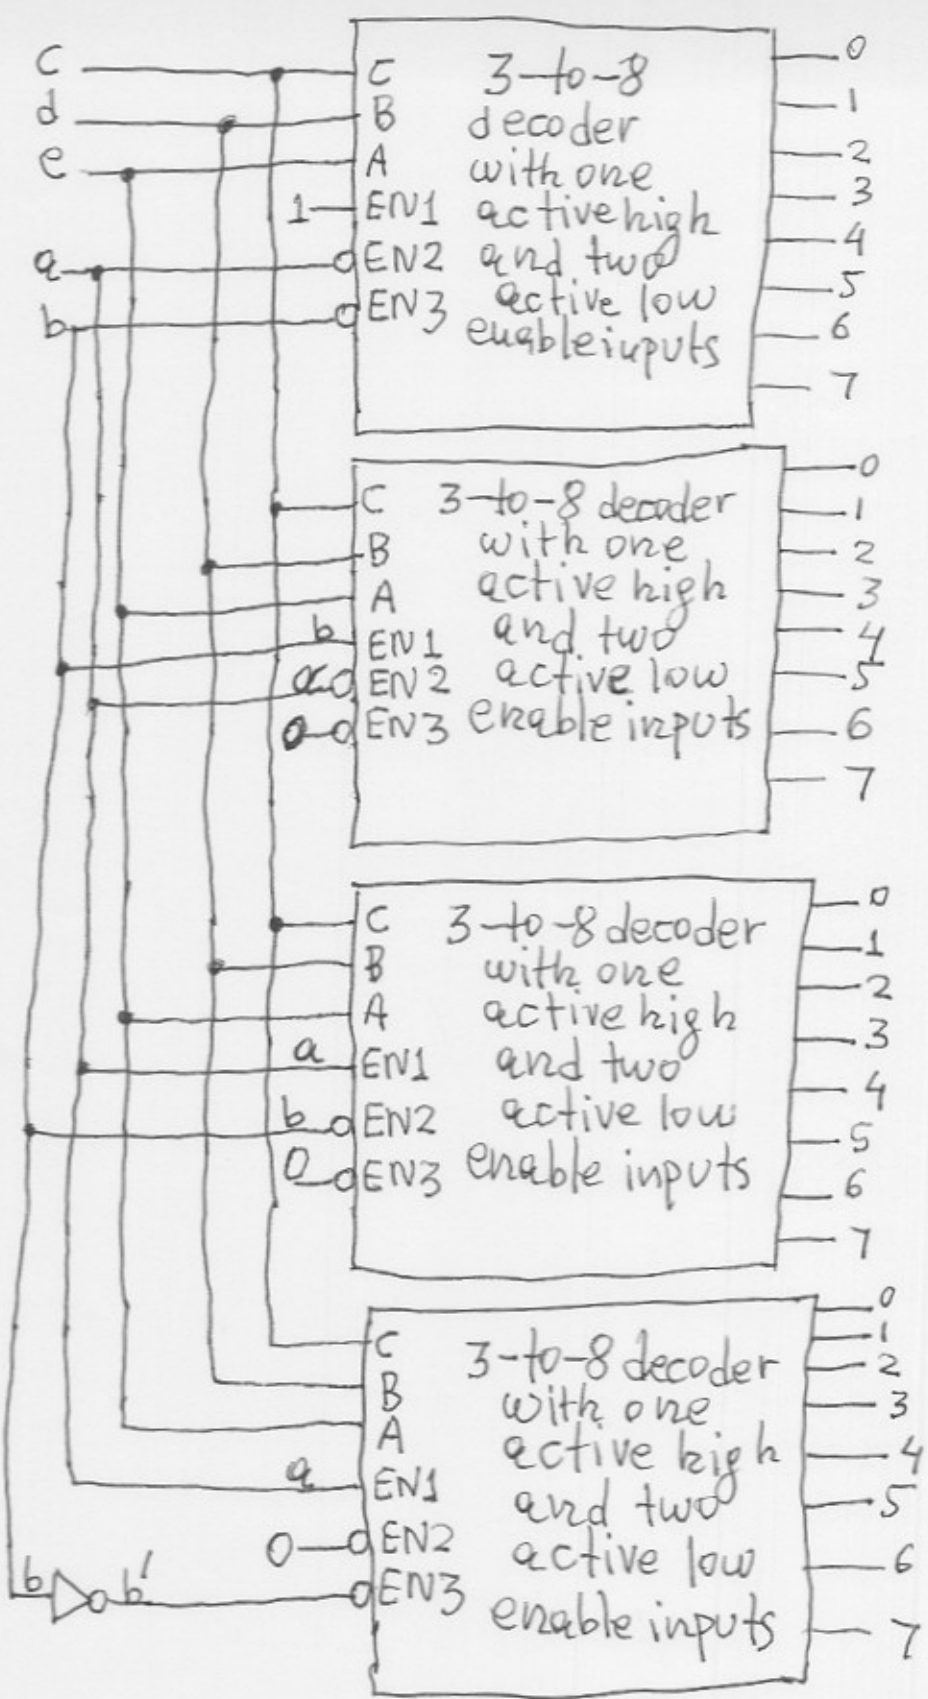 c C 3-to-8 0
d B decoder 1
e A with one 2
1 EN1 active high 3
a EN2 and two 4
b EN3 active low 5
enable inputs 6
7
C 3-to-8 decoder 0
B with one 1
A active high 2
b EN1 and two 3
a EN2 active low 4
0 EN3 enable inputs 5
6
7
C 3-to-8 decoder 0
B with one 1
A active high 2
a EN1 and two 3
b EN2 active low 4
0 EN3 enable inputs 5
6
7
C 3-to-8 decoder 0
B with one 1
A active high 2
a EN1 and two 3
0 EN2 active low 4
b b' EN3 enable inputs 5
6
7